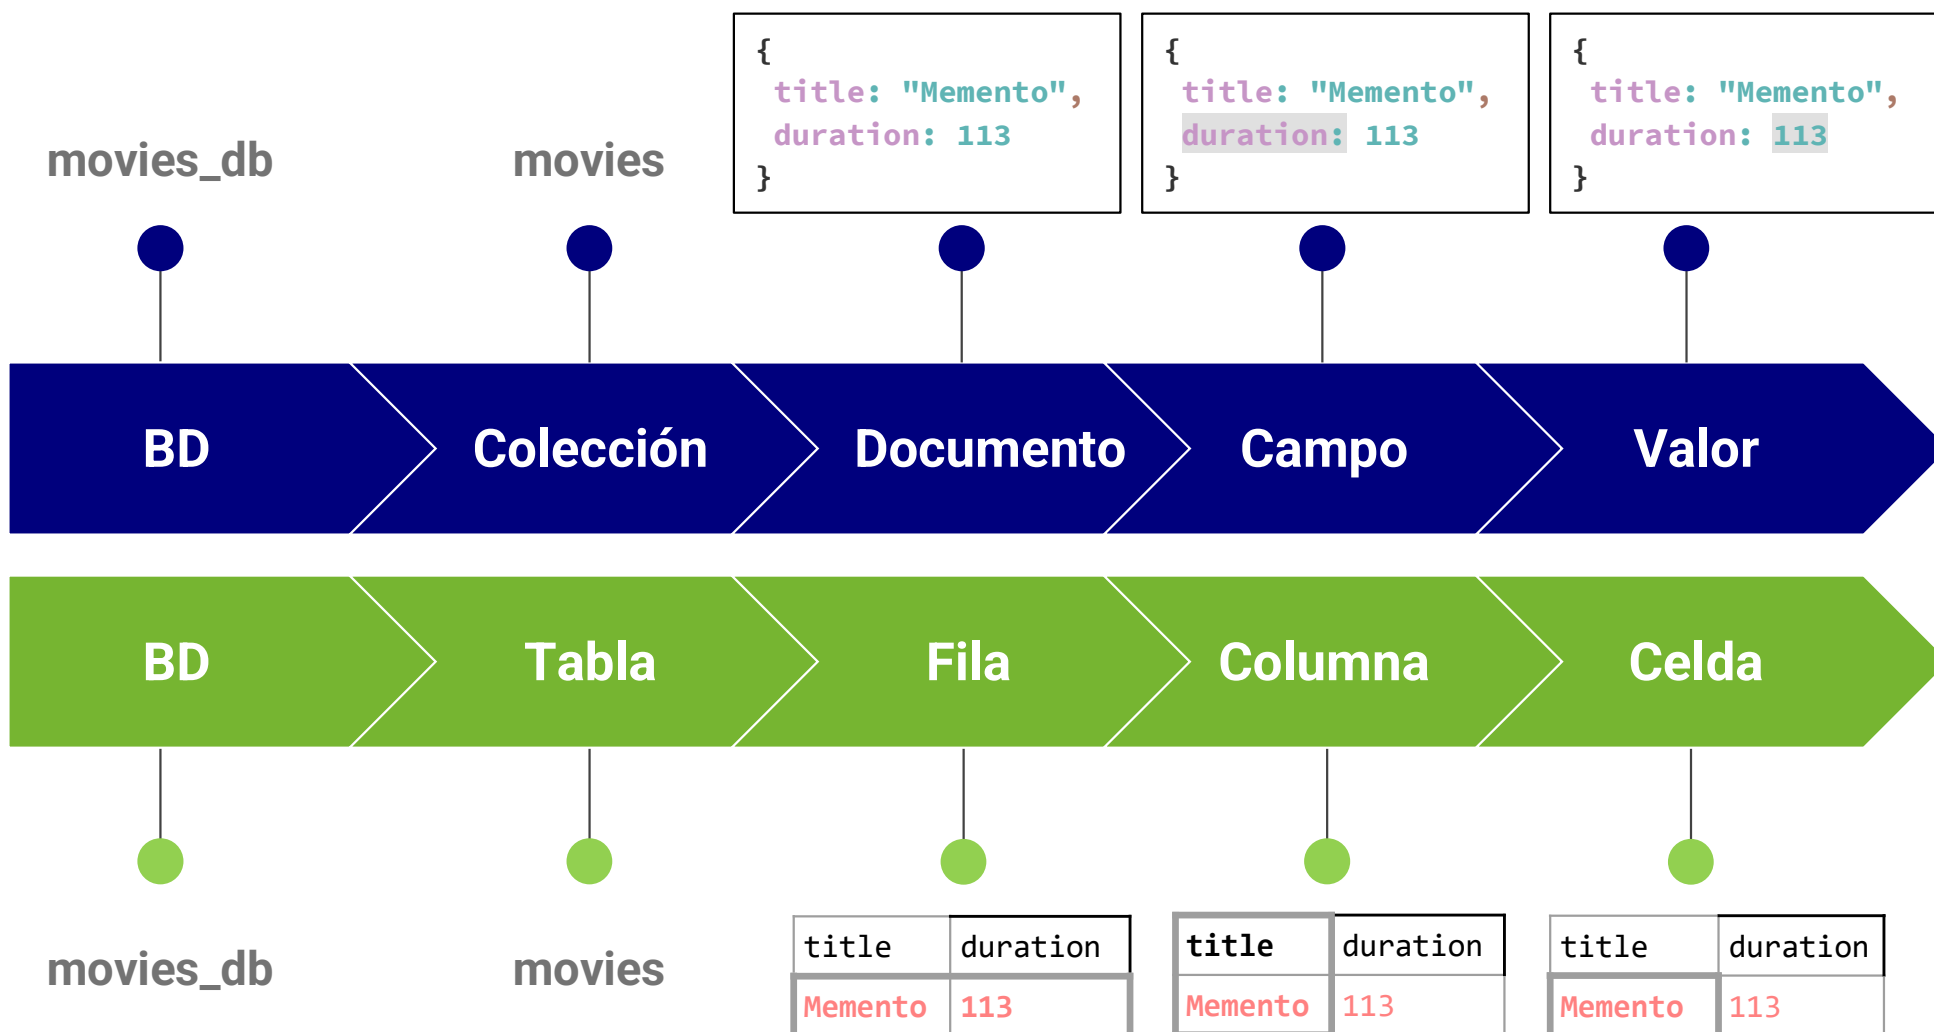 movies_db
movies
{
title: "Memento",
duration: 113
}
{
title: "Memento",
duration: 113
}
{
title: "Memento",
duration: 113
}
BD
Colección
Documento
Campo
Valor
BD
Tabla
Fila
Columna
Celda
movies_db
movies
title duration
Memento 113
title duration
Memento 113
title duration
Memento 113